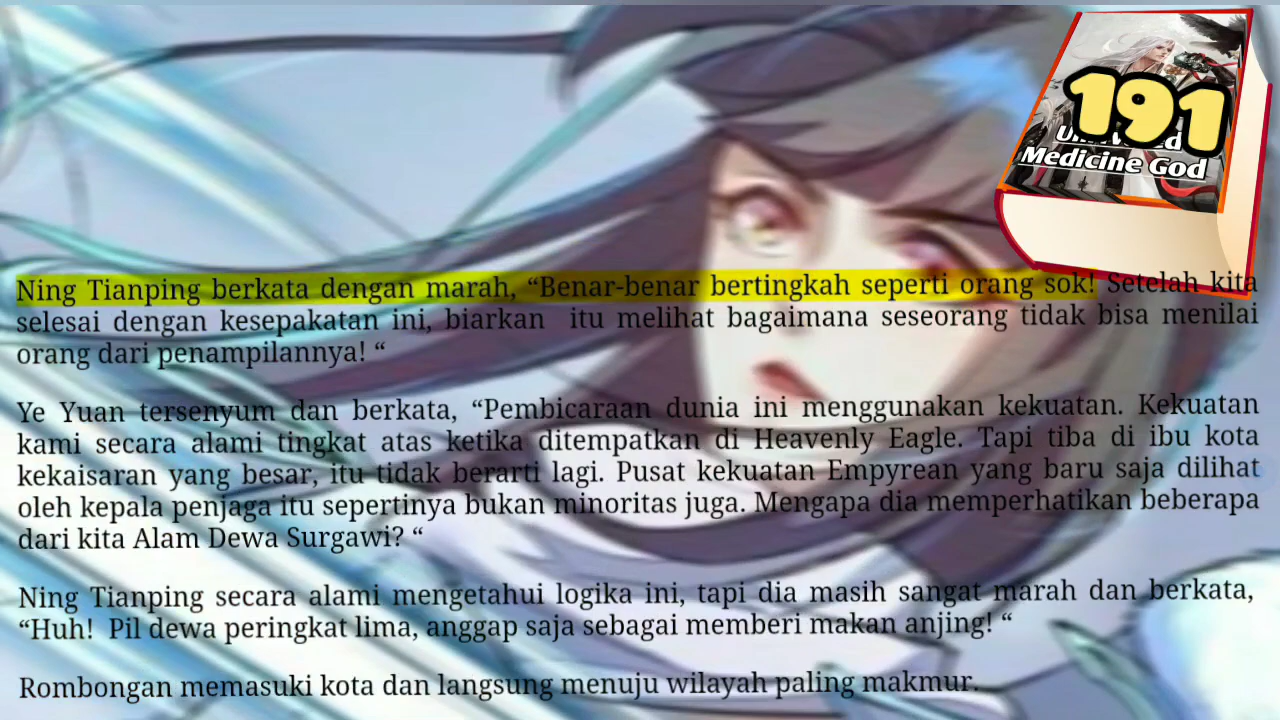 191
Medicine God
Ning Tianping berkata dengan marah, “Benar-benar bertingkah seperti orang sok! Setelah kita
selesai dengan kesepakatan ini, biarkan itu melihat bagaimana seseorang tidak bisa menilai
orang dari penampilannya! “
Ye Yuan tersenyum dan berkata, “Pembicaraan dunia ini menggunakan kekuatan. Kekuatan
kami secara alami tingkat atas ketika ditempatkan di Heavenly Eagle. Tapi tiba di ibu kota
kekaisaran yang besar, itu tidak berarti lagi. Pusat kekuatan Empyrean yang baru saja dilihat
oleh kepala penjaga itu sepertinya bukan minoritas juga. Mengapa dia memperhatikan beberapa
dari kita Alam Dewa Surgawi? “
Ning Tianping secara alami mengetahui logika ini, tapi dia masih sangat marah dan berkata,
“Huh! Pil dewa peringkat lima, anggap saja sebagai memberi makan anjing! “
Rombongan memasuki kota dan langsung menuju wilayah paling makmur.